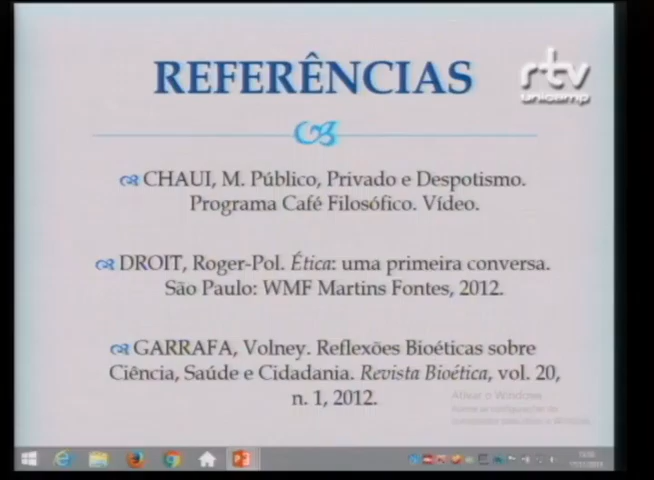 REFERÊNCIAS
rtv
unicamp
CHAUI, M. Público, Privado e Despotismo.
Programa Café Filosófico. Vídeo.
DROIT, Roger-Pol. Ética: uma primeira conversa.
São Paulo: WMF Martins Fontes, 2012.
GARRAFA, Volney. Reflexões Bioéticas sobre
Ciência, Saúde e Cidadania. Revista Bioética, vol. 20,
n. 1, 2012.
Ativar o Windows